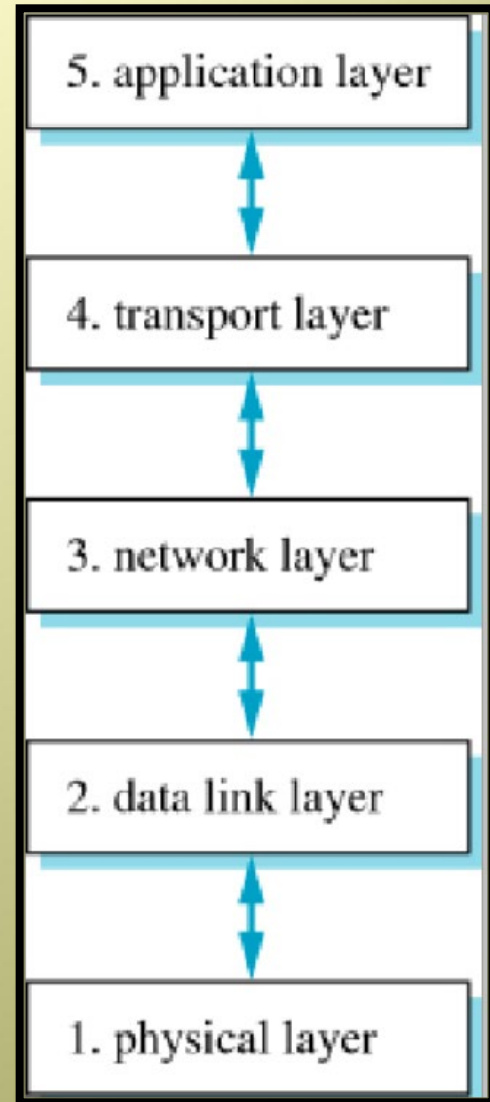 5. application layer
4. transport layer
3. network layer
2. data link layer
1. physical layer